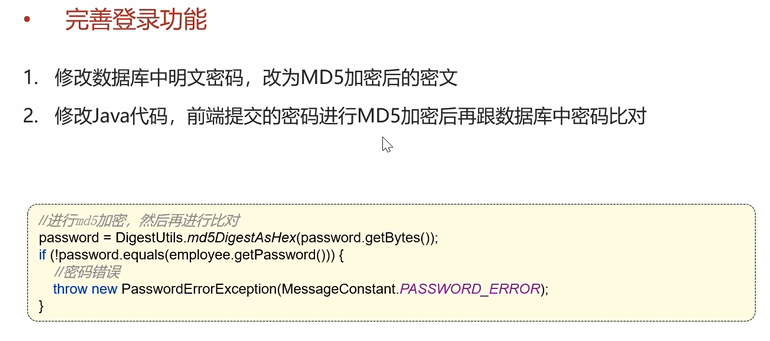 • 完善登录功能
1. 修改数据库中明文密码，改为MD5加密后的密文
2. 修改Java代码，前端提交的密码进行MD5加密后再跟数据库中密码比对
//进行md5加密，然后再进行比对
password = DigestUtils.md5DigestAsHex(password.getBytes());
if (!password.equals(employee.getPassword())) {
//密码错误
throw new PasswordErrorException(MessageConstant.PASSWORD_ERROR);
}